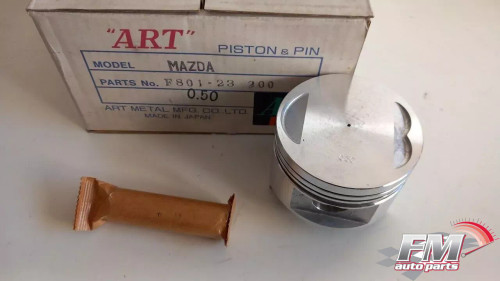 "ART"
PISTON & PIN
MODEL MAZDA
PARTS No. F801-23 200
0.50
ART METAL MFG. CO., LTD.
MADE IN JAPAN
FM
auto parts